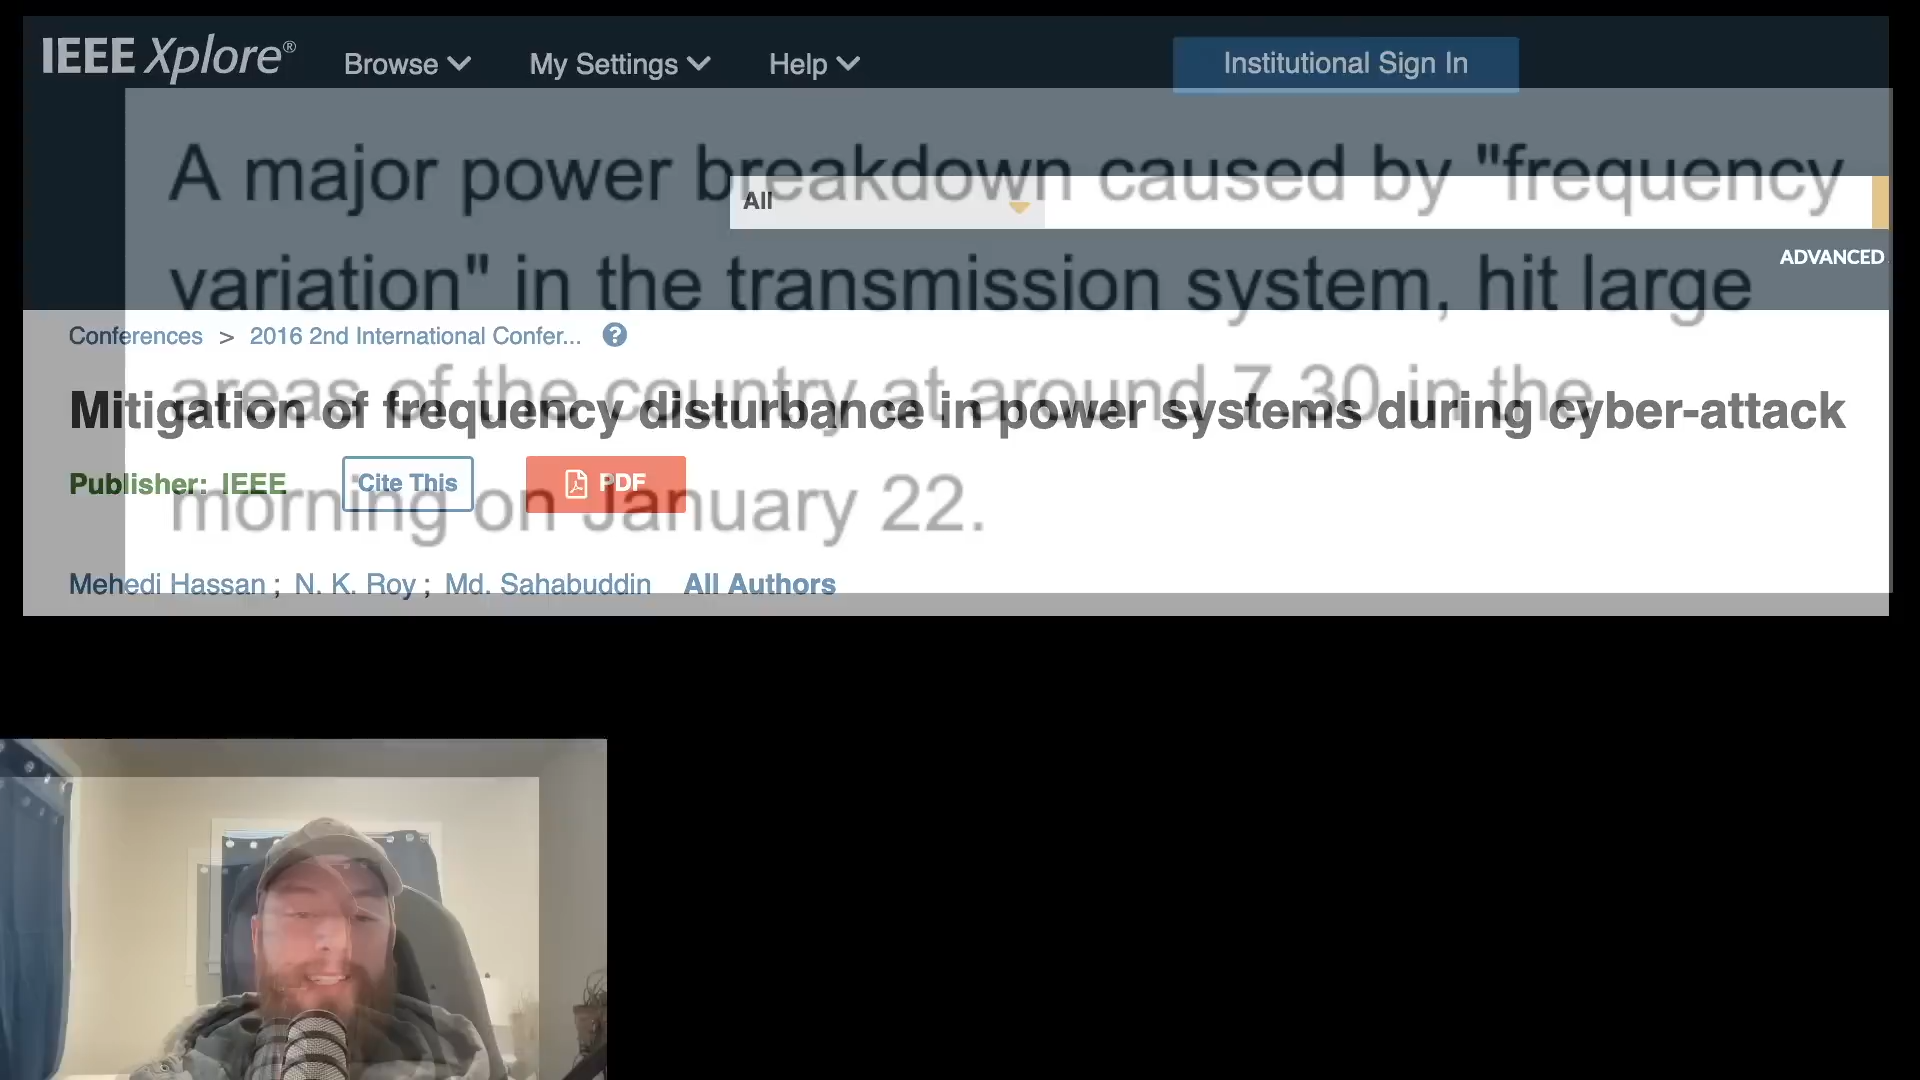 IEEE Xplore®
Browse
My Settings
Help
Institutional Sign In
A major power breakdown caused by "frequency
All
variation" in the transmission system, hit large
ADVANCED
Conferences > 2016 2nd International Confer... ?
areas of the country at around 7.30 in the
Mitigation of frequency disturbance in power systems during cyber-attack
Publisher: IEEE
Cite This
PDF
morning on January 22.
Mehedi Hassan ; N. K. Roy ; Md. Sahabuddin All Authors